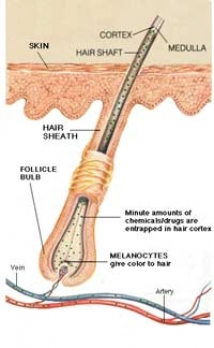 CORTEX
MEDULLA
HAIR SHAFT
SKIN
HAIR
SHEATH
FOLLICLE
BULB
Minute amounts of
chemicals/drugs are
entrapped in hair cortex
MELANOCYTES
give color to hair
Vein
Artery